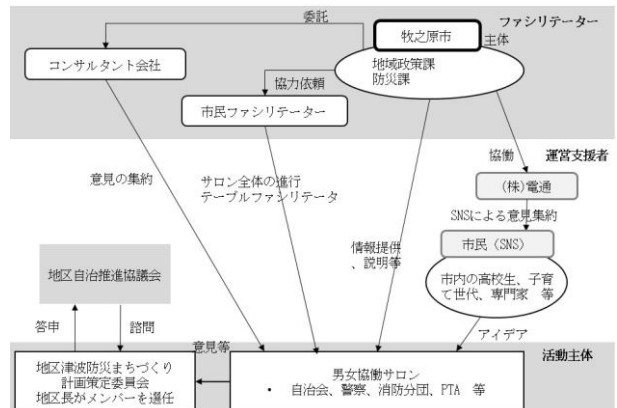 委託
ファシリテーター
牧之原市
主体
コンサルタント会社
地域政策課
防災課
協力依頼
市民ファシリテーター
協働
運営支援者
意見の集約
サロン全体の進行
テーブルファンリテータ
(株)電通
SNSによる意見集約
情報提供
、説明等
市民（SNS）
地区自治推進協議会
市内の高校生、子育
て世代、専門家　等
答申
諮問
意見等
アイデア
活動主体
地区津波防災まちづくり
計画策定委員会
地区長がメンバーを選任
男女協働サロン
・　自治会、警察、消防分団、PTA　等